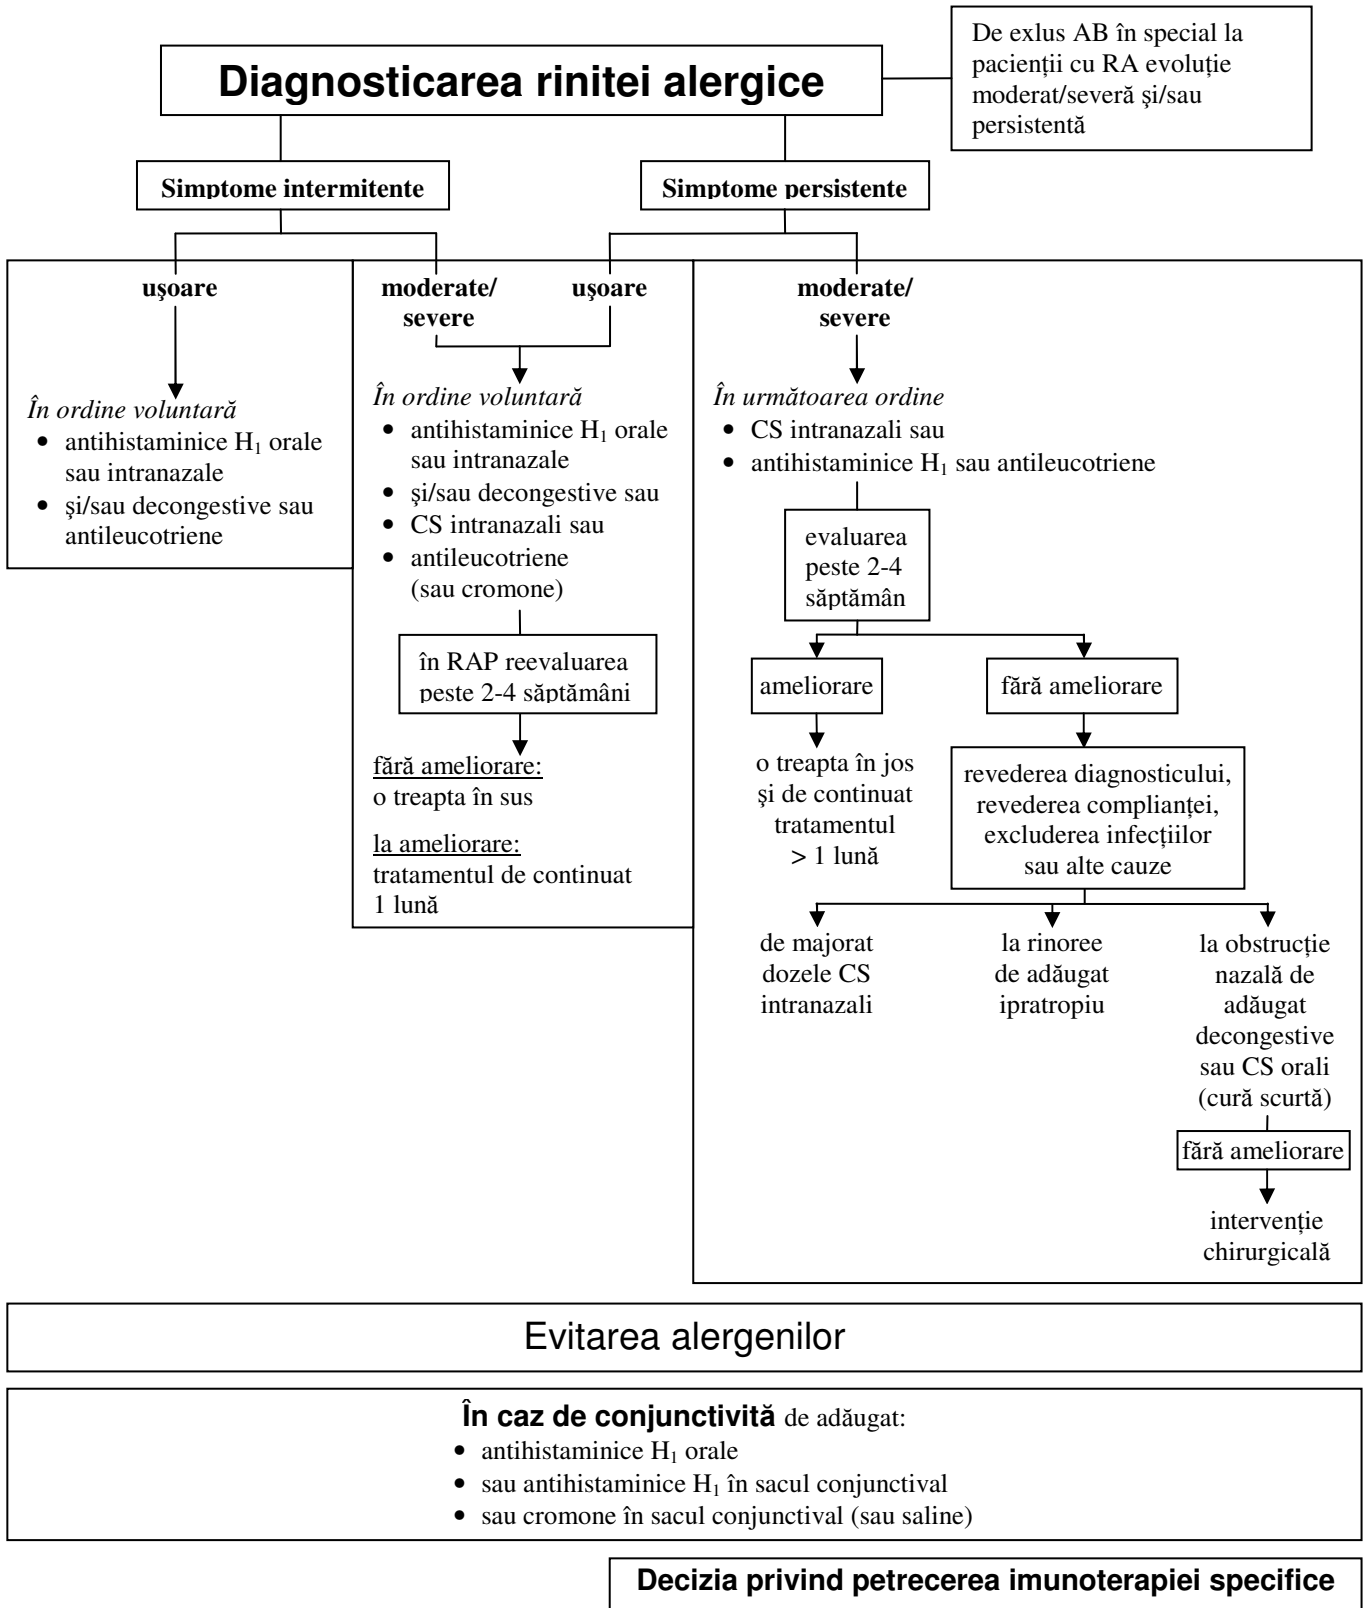 De exlus AB în special la
pacienții cu RA evoluție
moderat/severă şi/sau
persistentă
Diagnosticarea rinitei alergice
Simptome intermitente
Simptome persistente
uşoare
moderate/
severe
uşoare
moderate/
severe
În ordine voluntară
• antihistaminice H₁ orale
sau intranazale
• şi/sau decongestive sau
antileucotriene
În ordine voluntară
• antihistaminice H₁ orale
sau intranazale
• şi/sau decongestive sau
• CS intranazali sau
• antileucotriene
(sau cromone)
în RAP reevaluarea
peste 2-4 săptămâni
fără ameliorare:
o treapta în sus
la ameliorare:
tratamentul de continuat
1 lună
În următoarea ordine
• CS intranazali sau
• antihistaminice H₁ sau antileucotriene
evaluarea
peste 2-4
săptămân
ameliorare
fără ameliorare
o treapta în jos
şi de continuat
tratamentul
> 1 lună
revederea diagnosticului,
revederea complianței,
excluderea infecțiilor
sau alte cauze
de majorat
dozele CS
intranazali
la rinoree
de adăugat
ipratropiu
la obstrucție
nazală de
adăugat
decongestive
sau CS orali
(cură scurtă)
fără ameliorare
intervenție
chirurgicală
Evitarea alergenilor
În caz de conjunctivită de adăugat:
• antihistaminice H₁ orale
• sau antihistaminice H₁ în sacul conjunctival
• sau cromone în sacul conjunctival (sau saline)
Decizia privind petrecerea imunoterapiei specifice